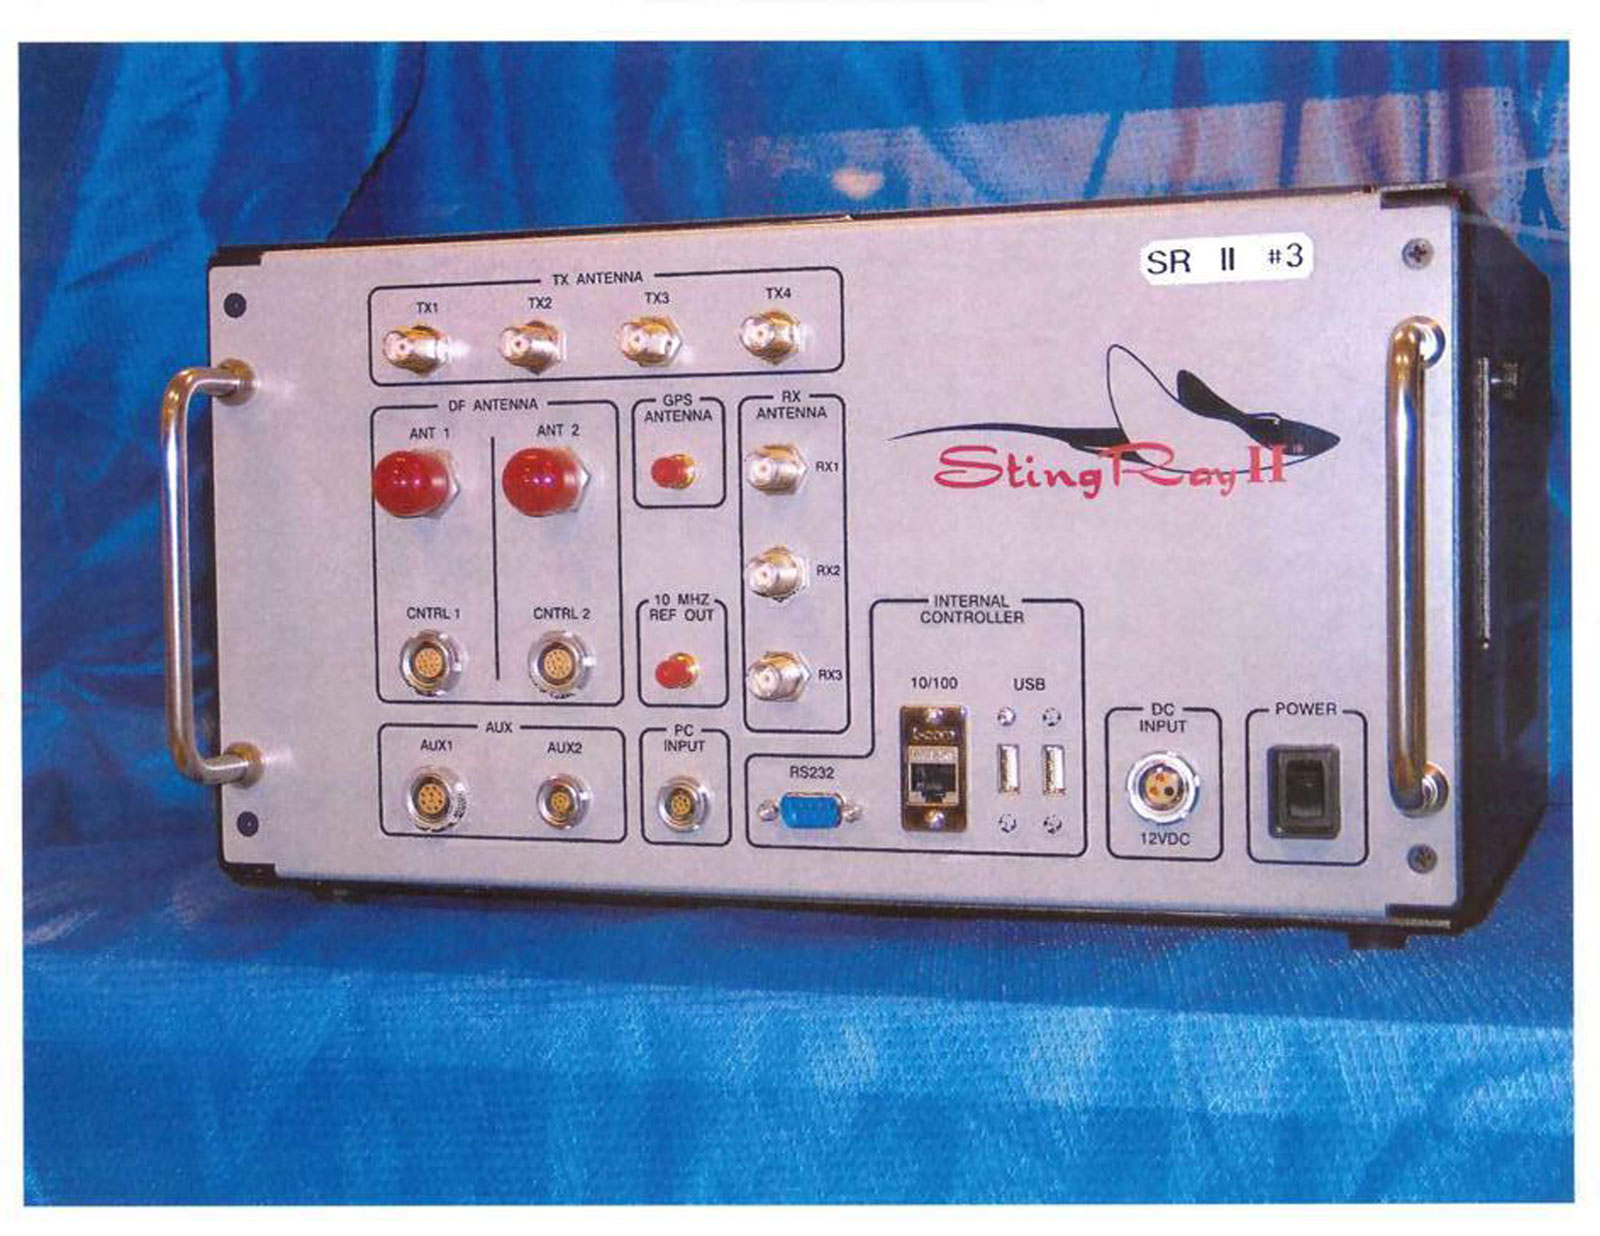 SR II #3
TX ANTENNA
TX1 TX2 TX3 TX4
DF ANTENNA
ANT 1 ANT 2
CNTRL 1 CNTRL 2
GPS
ANTENNA
10 MHZ
REF OUT
RX
ANTENNA
RX1
RX2
RX3
StingRay II
AUX
AUX1 AUX2
PC
INPUT
INTERNAL
CONTROLLER
10/100 USB
RS232
DC
INPUT
12VDC
POWER